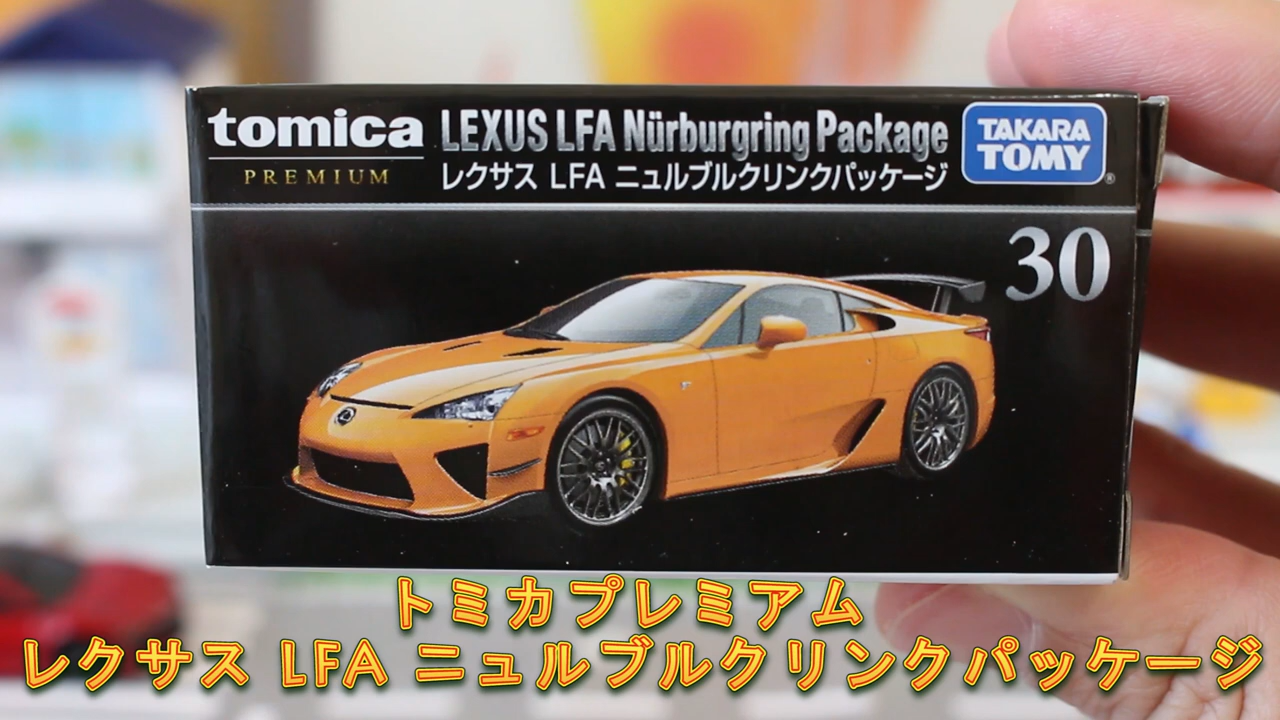 tomica
PREMIUM
LEXUS LFA Nürburgring Package
レクサス LFA ニュルブルクリンクパッケージ
TAKARA
TOMY
®
30
トミカプレミアム
レクサス LFA ニュルブルクリンクパッケージ